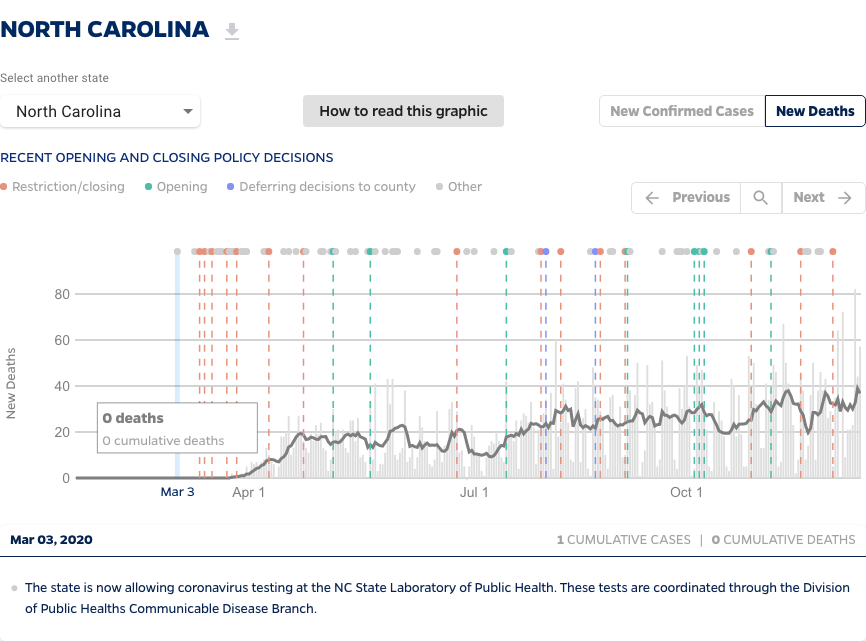 NORTH CAROLINA
Select another state
North Carolina
How to read this graphic
New Confirmed Cases
New Deaths
RECENT OPENING AND CLOSING POLICY DECISIONS
Restriction/closing
Opening
Deferring decisions to county
Other
Previous
Next
80
60
40
20
0
New Deaths
0 deaths
0 cumulative deaths
Mar 3
Apr 1
Jul 1
Oct 1
Mar 03, 2020
1 CUMULATIVE CASES | 0 CUMULATIVE DEATHS
The state is now allowing coronavirus testing at the NC State Laboratory of Public Health. These tests are coordinated through the Division
of Public Healths Communicable Disease Branch.